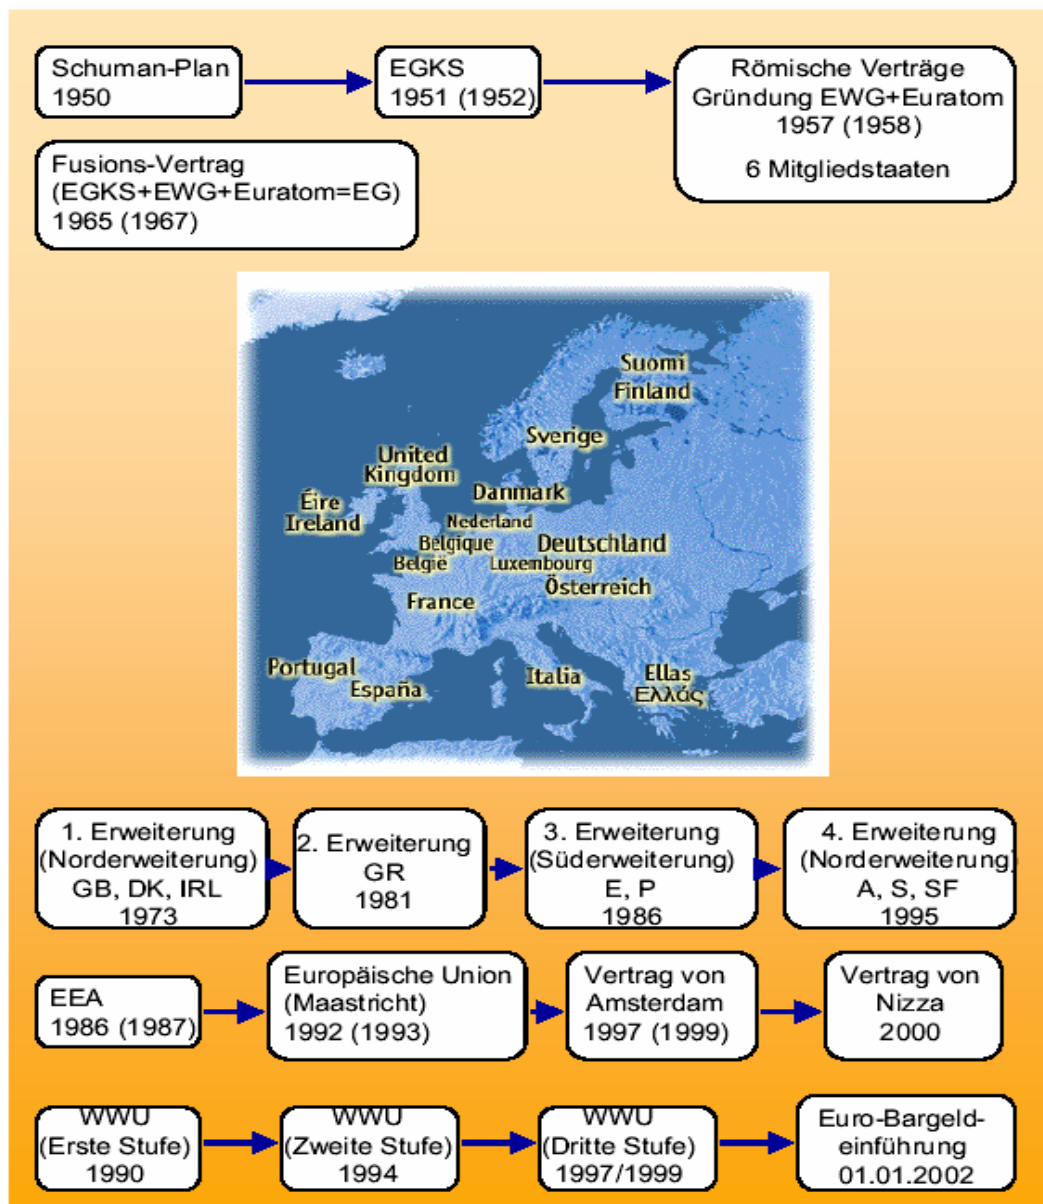 Schuman-Plan
1950
EGKS
1951 (1952)
Römische Verträge
Gründung EWG+Euratom
1957 (1958)
6 Mitgliedstaaten
Fusions-Vertrag
(EGKS+EWG+Euratom=EG)
1965 (1967)
Suomi
Finland
Sverige
United
Kingdom
Danmark
Éire
Ireland
Nederland
Belgique
Deutschland
België
Luxembourg
Österreich
France
Portugal
España
Italia
Ellas
Ελλάς
1. Erweiterung
(Norderweiterung)
GB, DK, IRL
1973
2. Erweiterung
GR
1981
3. Erweiterung
(Süderweiterung)
E, P
1986
4. Erweiterung
(Norderweiterung)
A, S, SF
1995
EEA
1986 (1987)
Europäische Union
(Maastricht)
1992 (1993)
Vertrag von
Amsterdam
1997 (1999)
Vertrag von
Nizza
2000
WWU
(Erste Stufe)
1990
WWU
(Zweite Stufe)
1994
WWU
(Dritte Stufe)
1997/1999
Euro-Bargeld-
einführung
01.01.2002